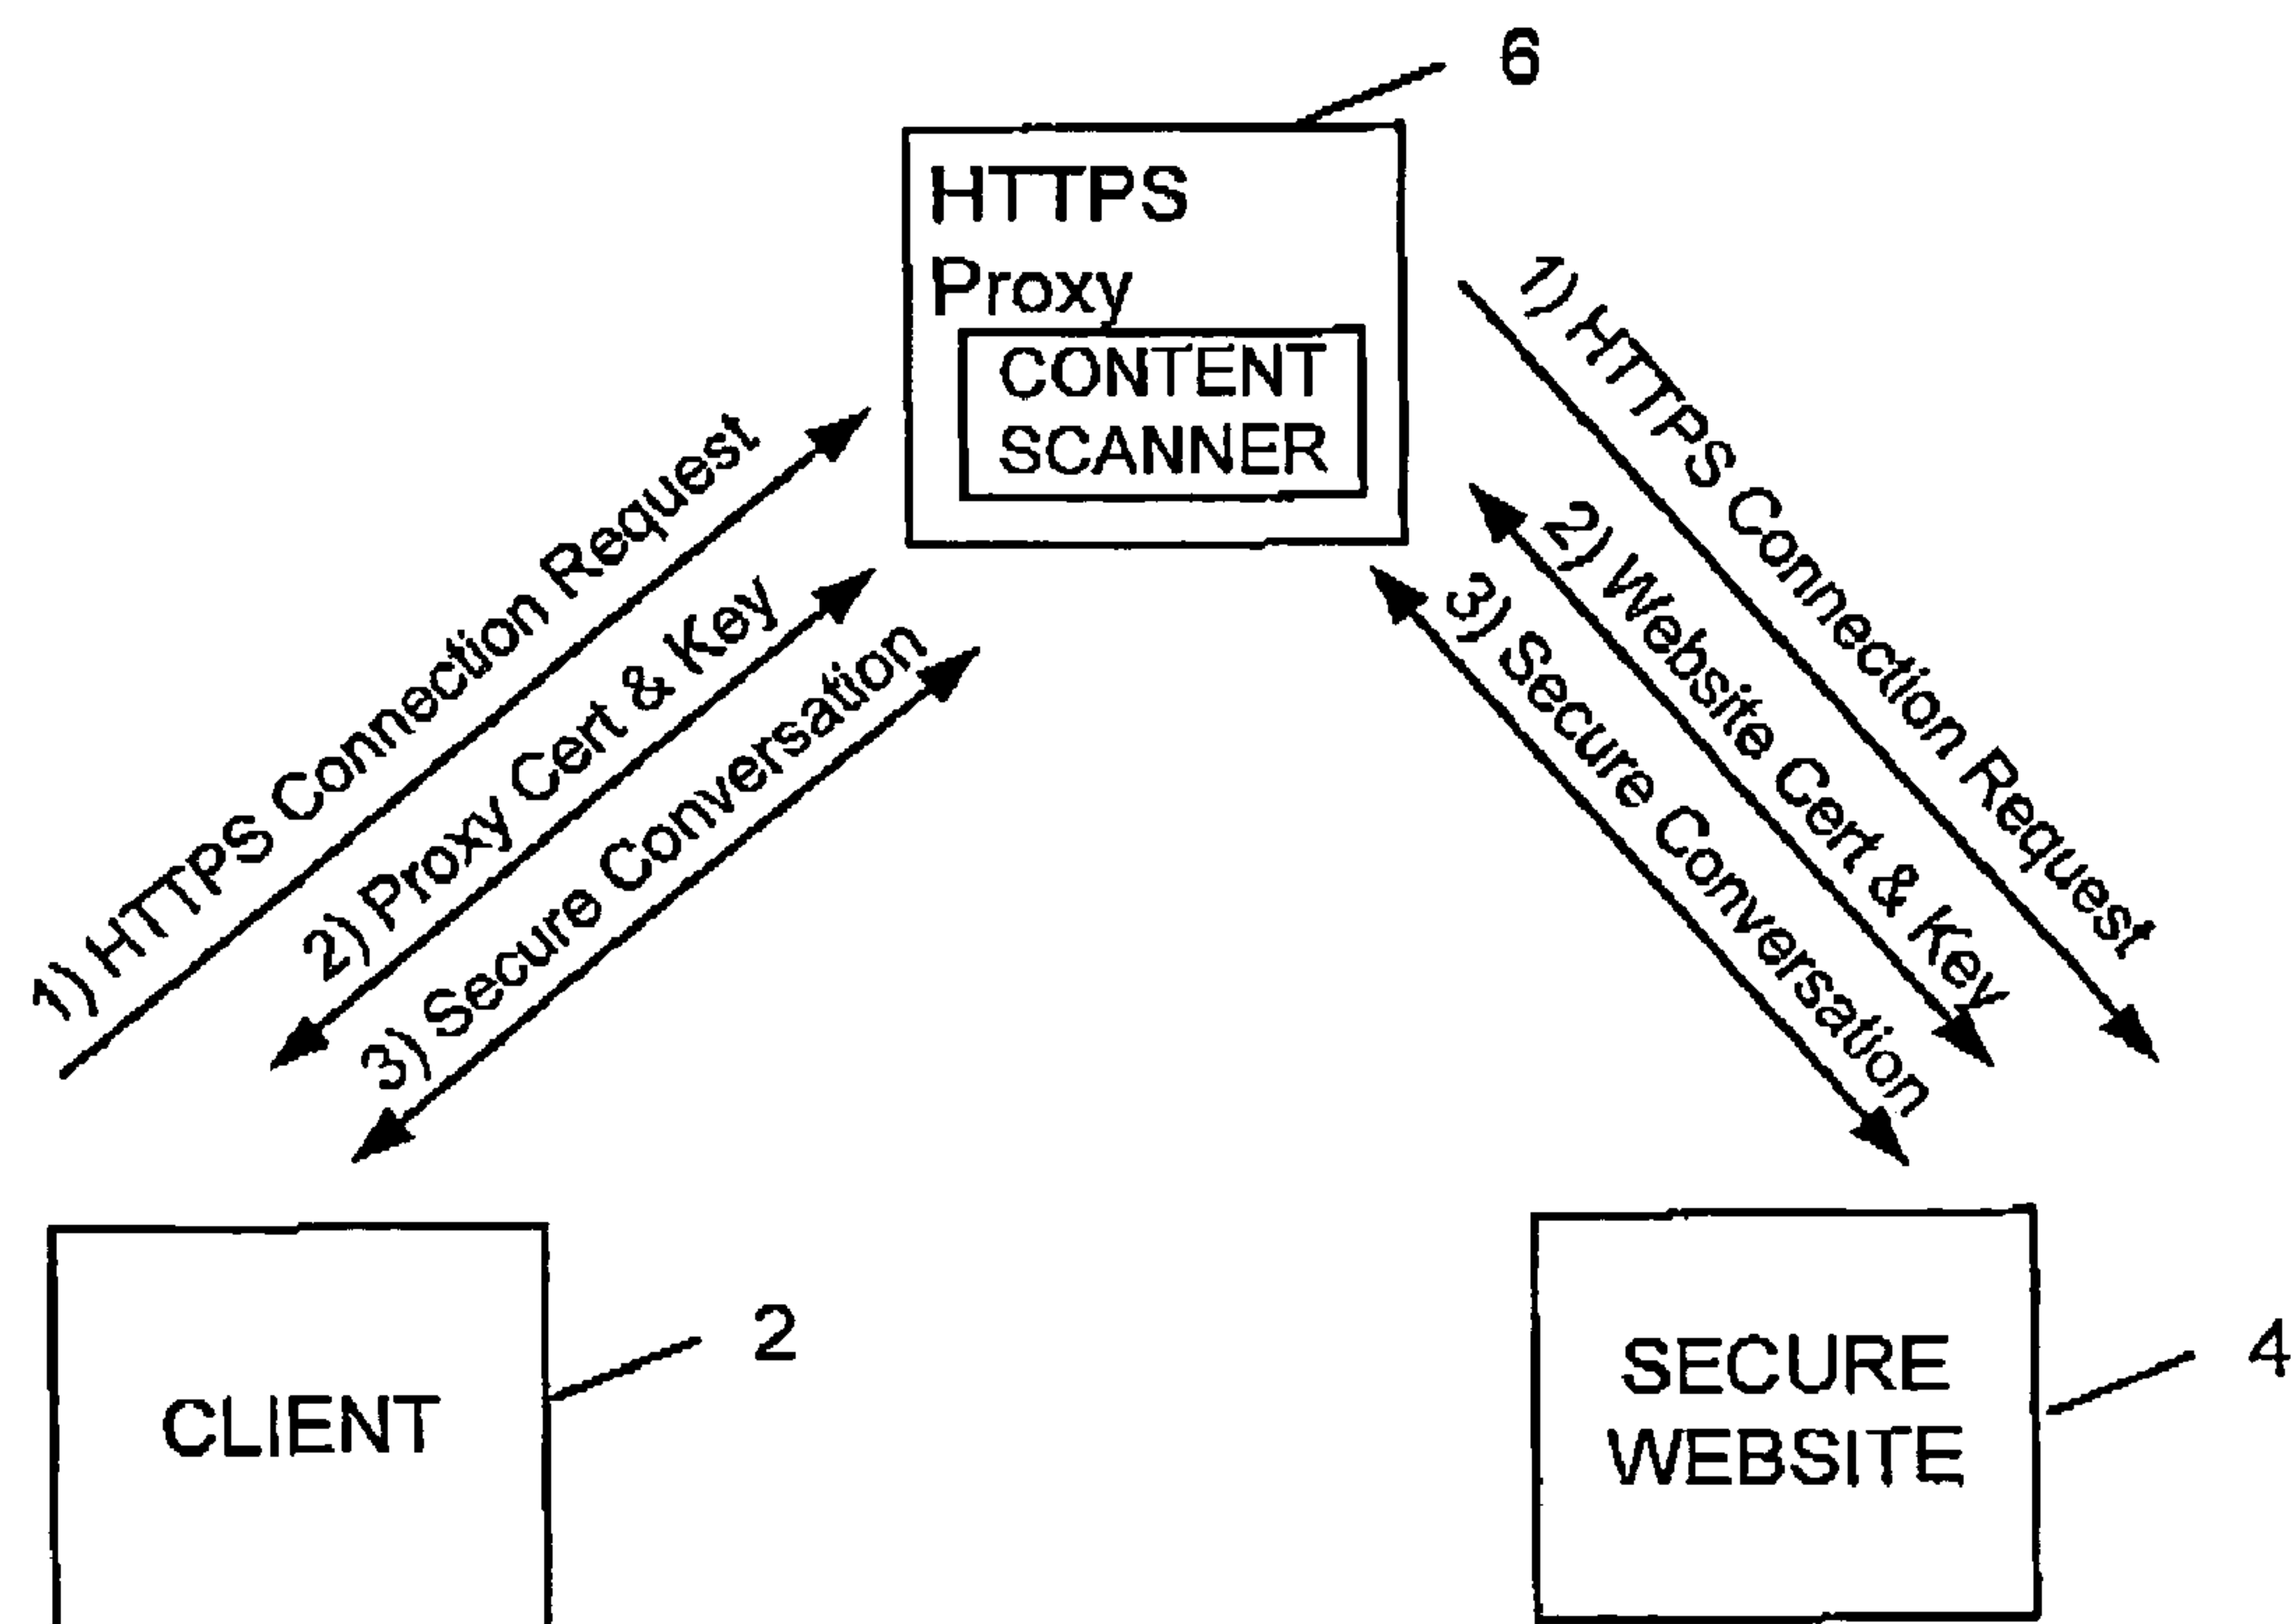 6
HTTPS
Proxy
CONTENT
SCANNER
1) HTTPS Connection Request
2) Proxy Cert & Key
3) Secure Conversation
1) HTTPS Connection Request
2) Website Cert & Key
3) Secure Conversation
CLIENT
2
SECURE
WEBSITE
4